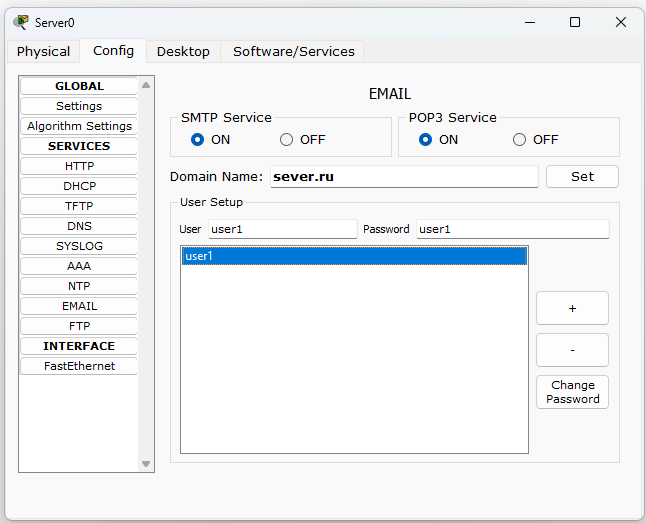 Server0
Physical Config Desktop Software/Services
GLOBAL
Settings
Algorithm Settings
SERVICES
HTTP
DHCP
TFTP
DNS
SYSLOG
AAA
NTP
EMAIL
FTP
INTERFACE
FastEthernet
EMAIL
SMTP Service
ON OFF
POP3 Service
ON OFF
Domain Name: sever.ru Set
User Setup
User user1 Password user1
user1
+
-
Change
Password